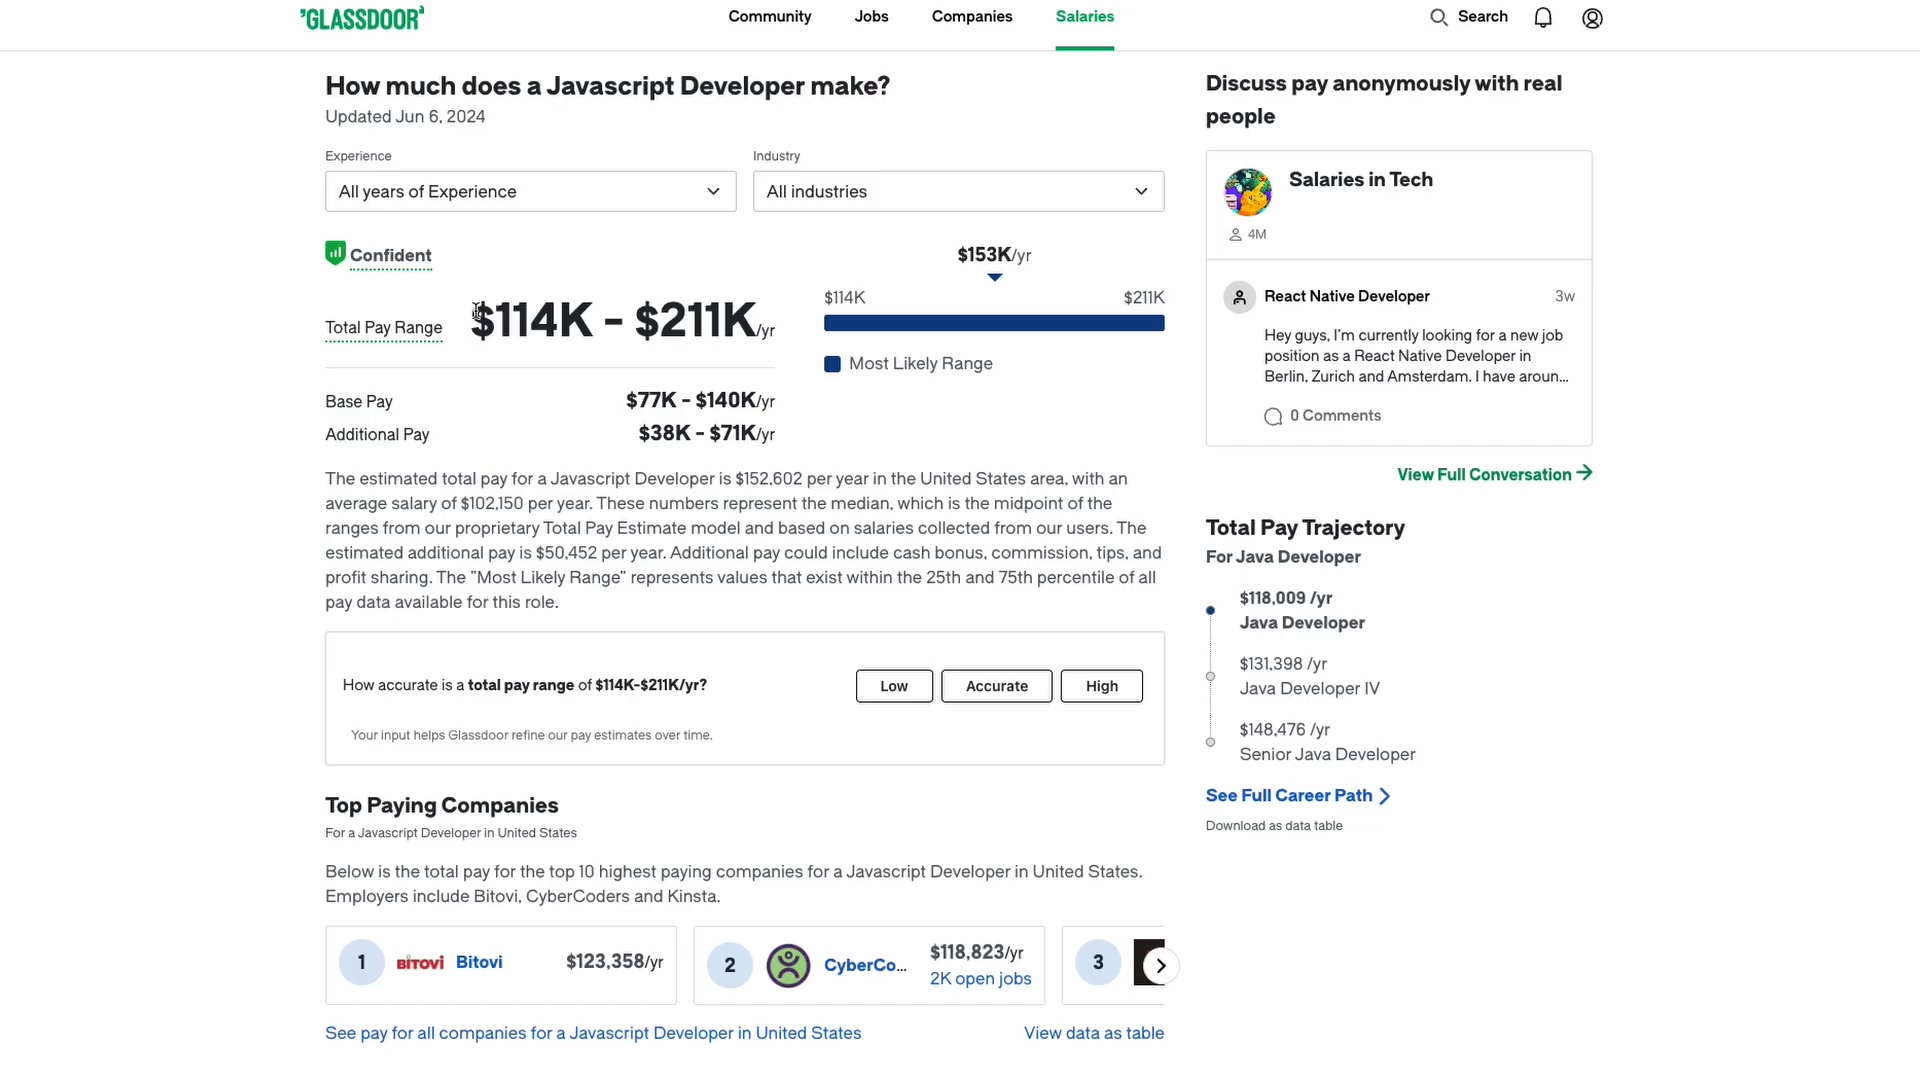 GLASSDOOR
Community
Jobs
Companies
Salaries
Search
How much does a Javascript Developer make?
Updated Jun 6, 2024
Experience
Industry
All years of Experience
All industries
Confident
Total Pay Range
$114K - $211K/yr
$153K/yr
$114K
$211K
Most Likely Range
Base Pay
$77K - $140K/yr
Additional Pay
$38K - $71K/yr
The estimated total pay for a Javascript Developer is $152,602 per year in the United States area, with an
average salary of $102,150 per year. These numbers represent the median, which is the midpoint of the
ranges from our proprietary Total Pay Estimate model and based on salaries collected from our users. The
estimated additional pay is $50,452 per year. Additional pay could include cash bonus, commission, tips, and
profit sharing. The "Most Likely Range" represents values that exist within the 25th and 75th percentile of all
pay data available for this role.
How accurate is a total pay range of $114K-$211K/yr?
Low
Accurate
High
Your input helps Glassdoor refine our pay estimates over time.
Top Paying Companies
For a Javascript Developer in United States
Below is the total pay for the top 10 highest paying companies for a Javascript Developer in United States.
Employers include Bitovi, CyberCoders and Kinsta.
1
BITOVI
Bitovi
$123,358/yr
2
CyberCo...
$118,823/yr
2K open jobs
3
See pay for all companies for a Javascript Developer in United States
View data as table
Discuss pay anonymously with real
people
Salaries in Tech
4M
React Native Developer
3w
Hey guys, I'm currently looking for a new job
position as a React Native Developer in
Berlin, Zurich and Amsterdam. I have aroun...
0 Comments
View Full Conversation
Total Pay Trajectory
For Java Developer
$118,009 /yr
Java Developer
$131,398 /yr
Java Developer IV
$148,476 /yr
Senior Java Developer
See Full Career Path
Download as data table